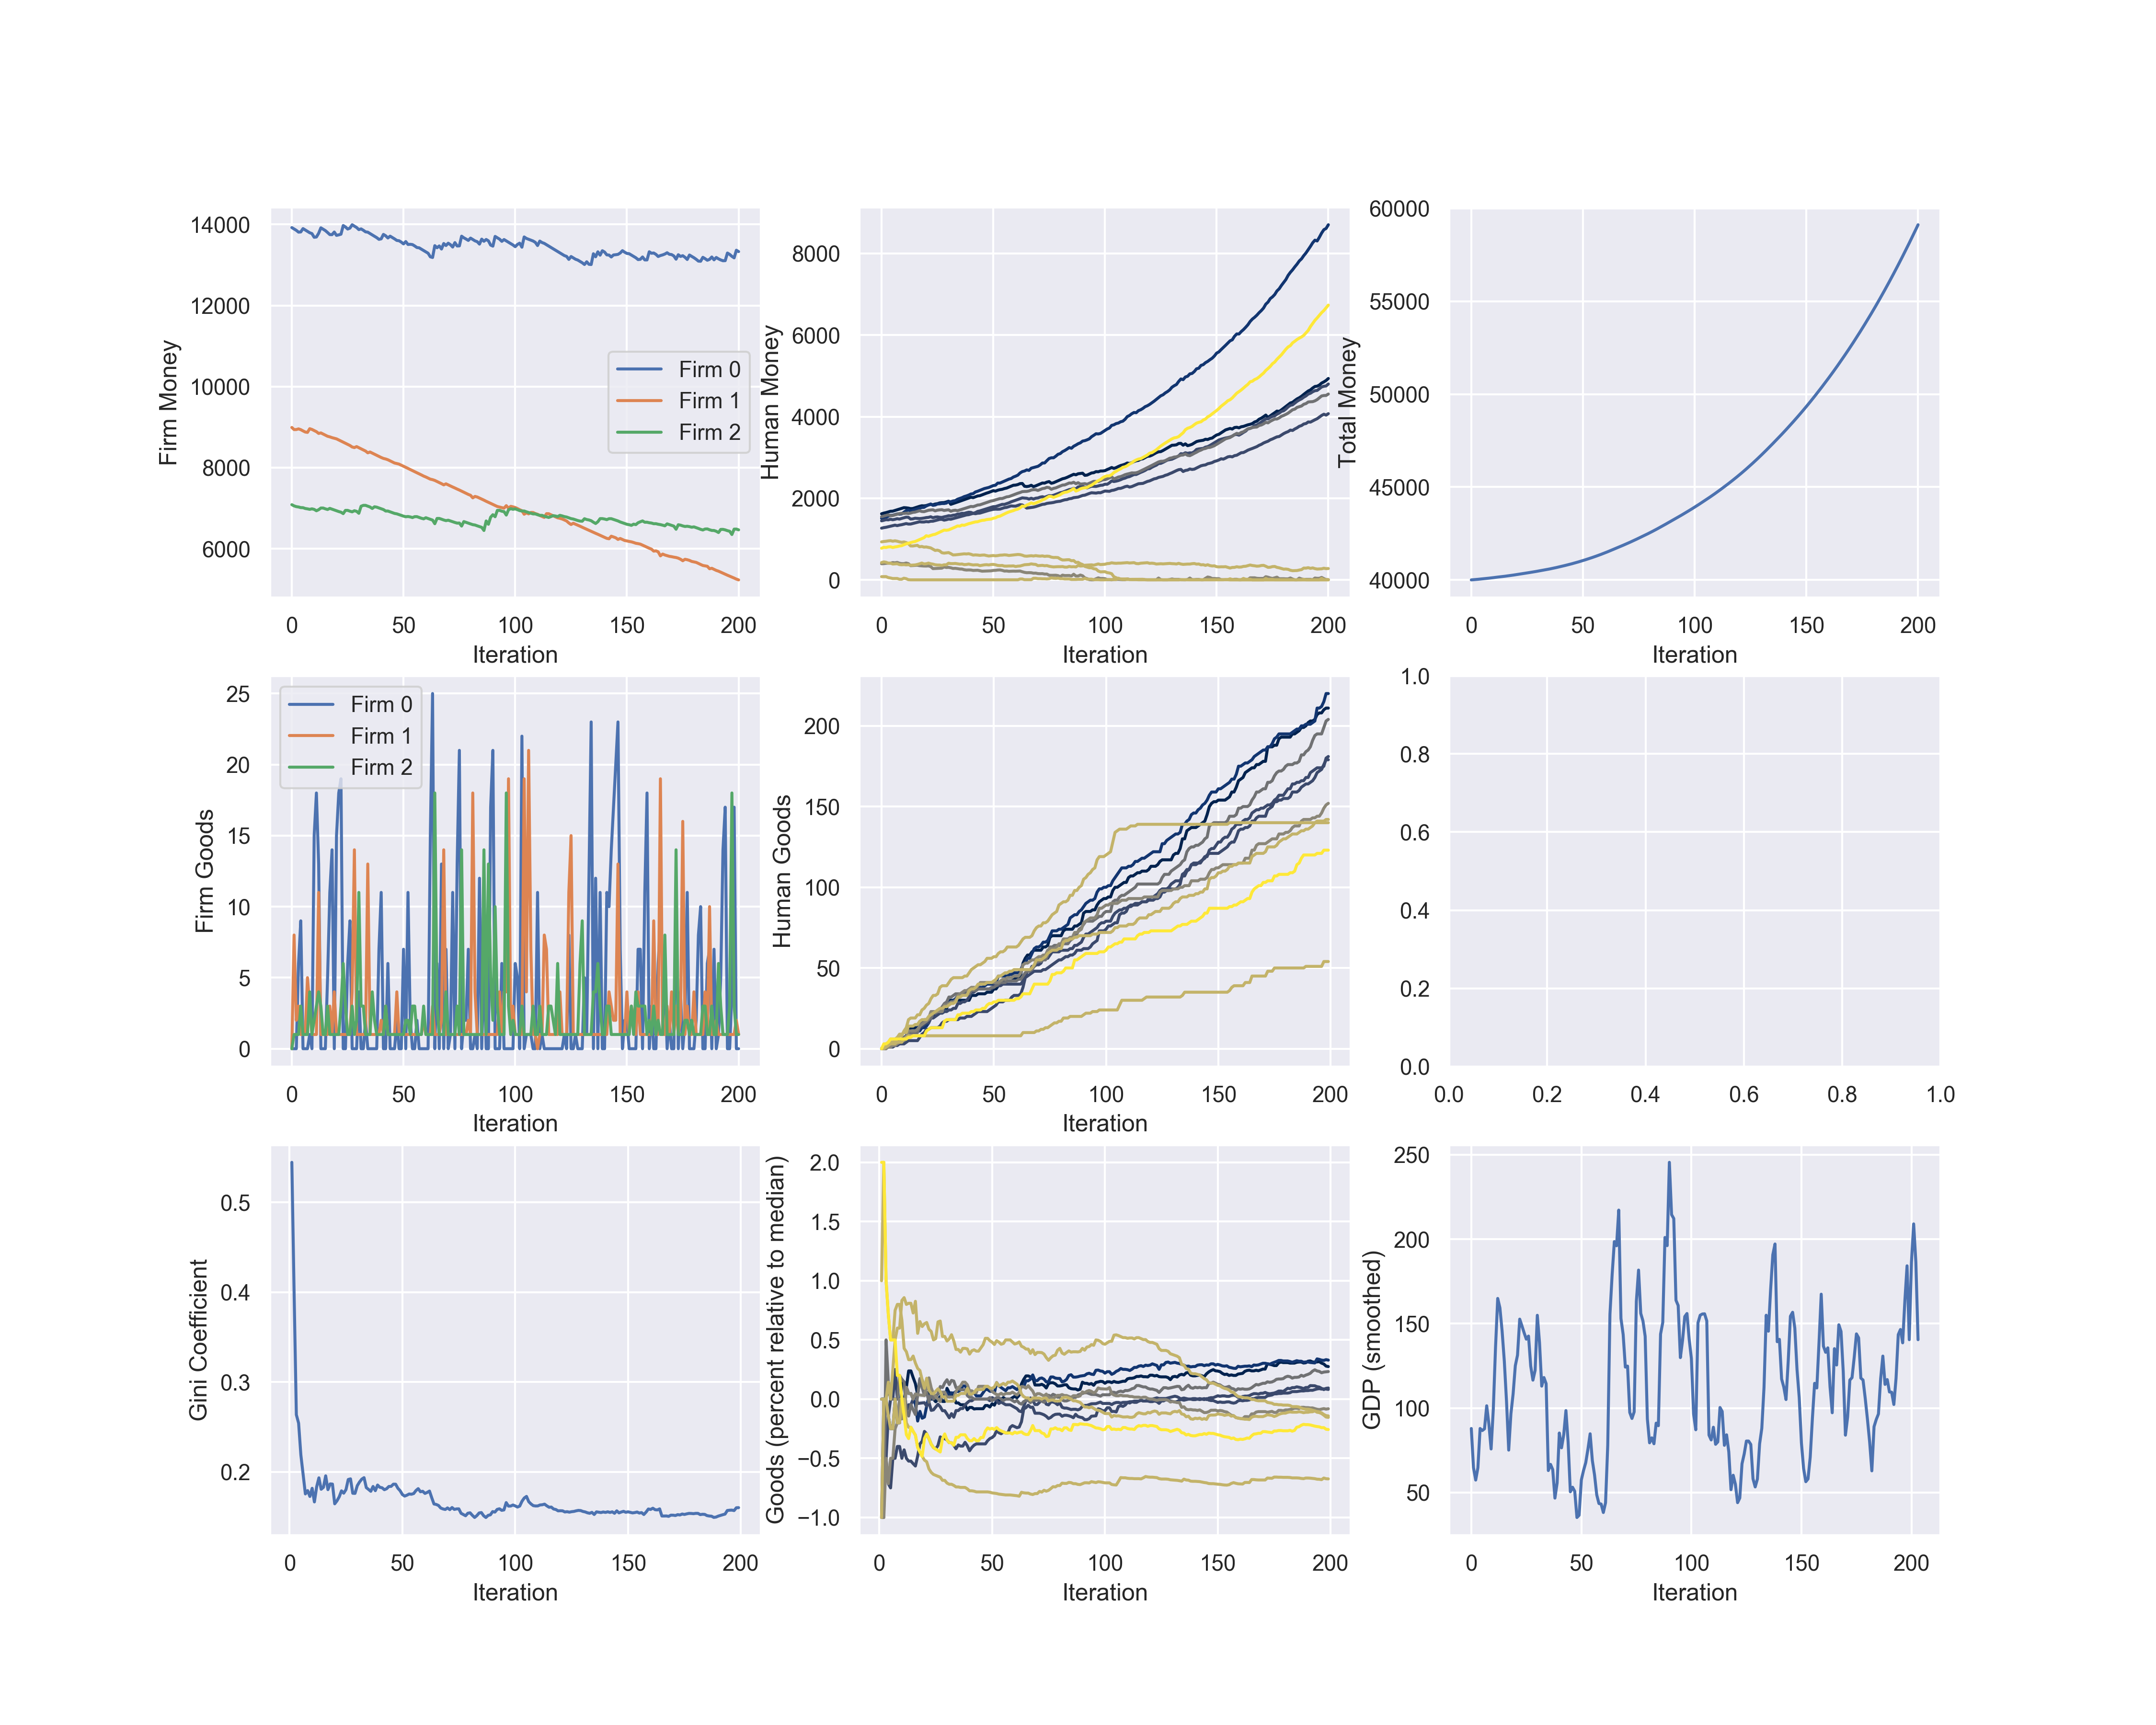 14000
12000
10000
8000
6000
Firm Money
Firm 0
Firm 1
Firm 2
0 50 100 150 200
Iteration
8000
6000
4000
2000
0
Human Money
0 50 100 150 200
Iteration
60000
55000
50000
45000
40000
Total Money
0 50 100 150 200
Iteration
25
20
15
10
5
0
Firm Goods
Firm 0
Firm 1
Firm 2
0 50 100 150 200
Iteration
200
150
100
50
0
Human Goods
0 50 100 150 200
Iteration
1.0
0.8
0.6
0.4
0.2
0.0
0.0 0.2 0.4 0.6 0.8 1.0
0.5
0.4
0.3
0.2
Gini Coefficient
0 50 100 150 200
Iteration
2.0
1.5
1.0
0.5
0.0
−0.5
−1.0
Goods (percent relative to median)
0 50 100 150 200
Iteration
250
200
150
100
50
GDP (smoothed)
0 50 100 150 200
Iteration